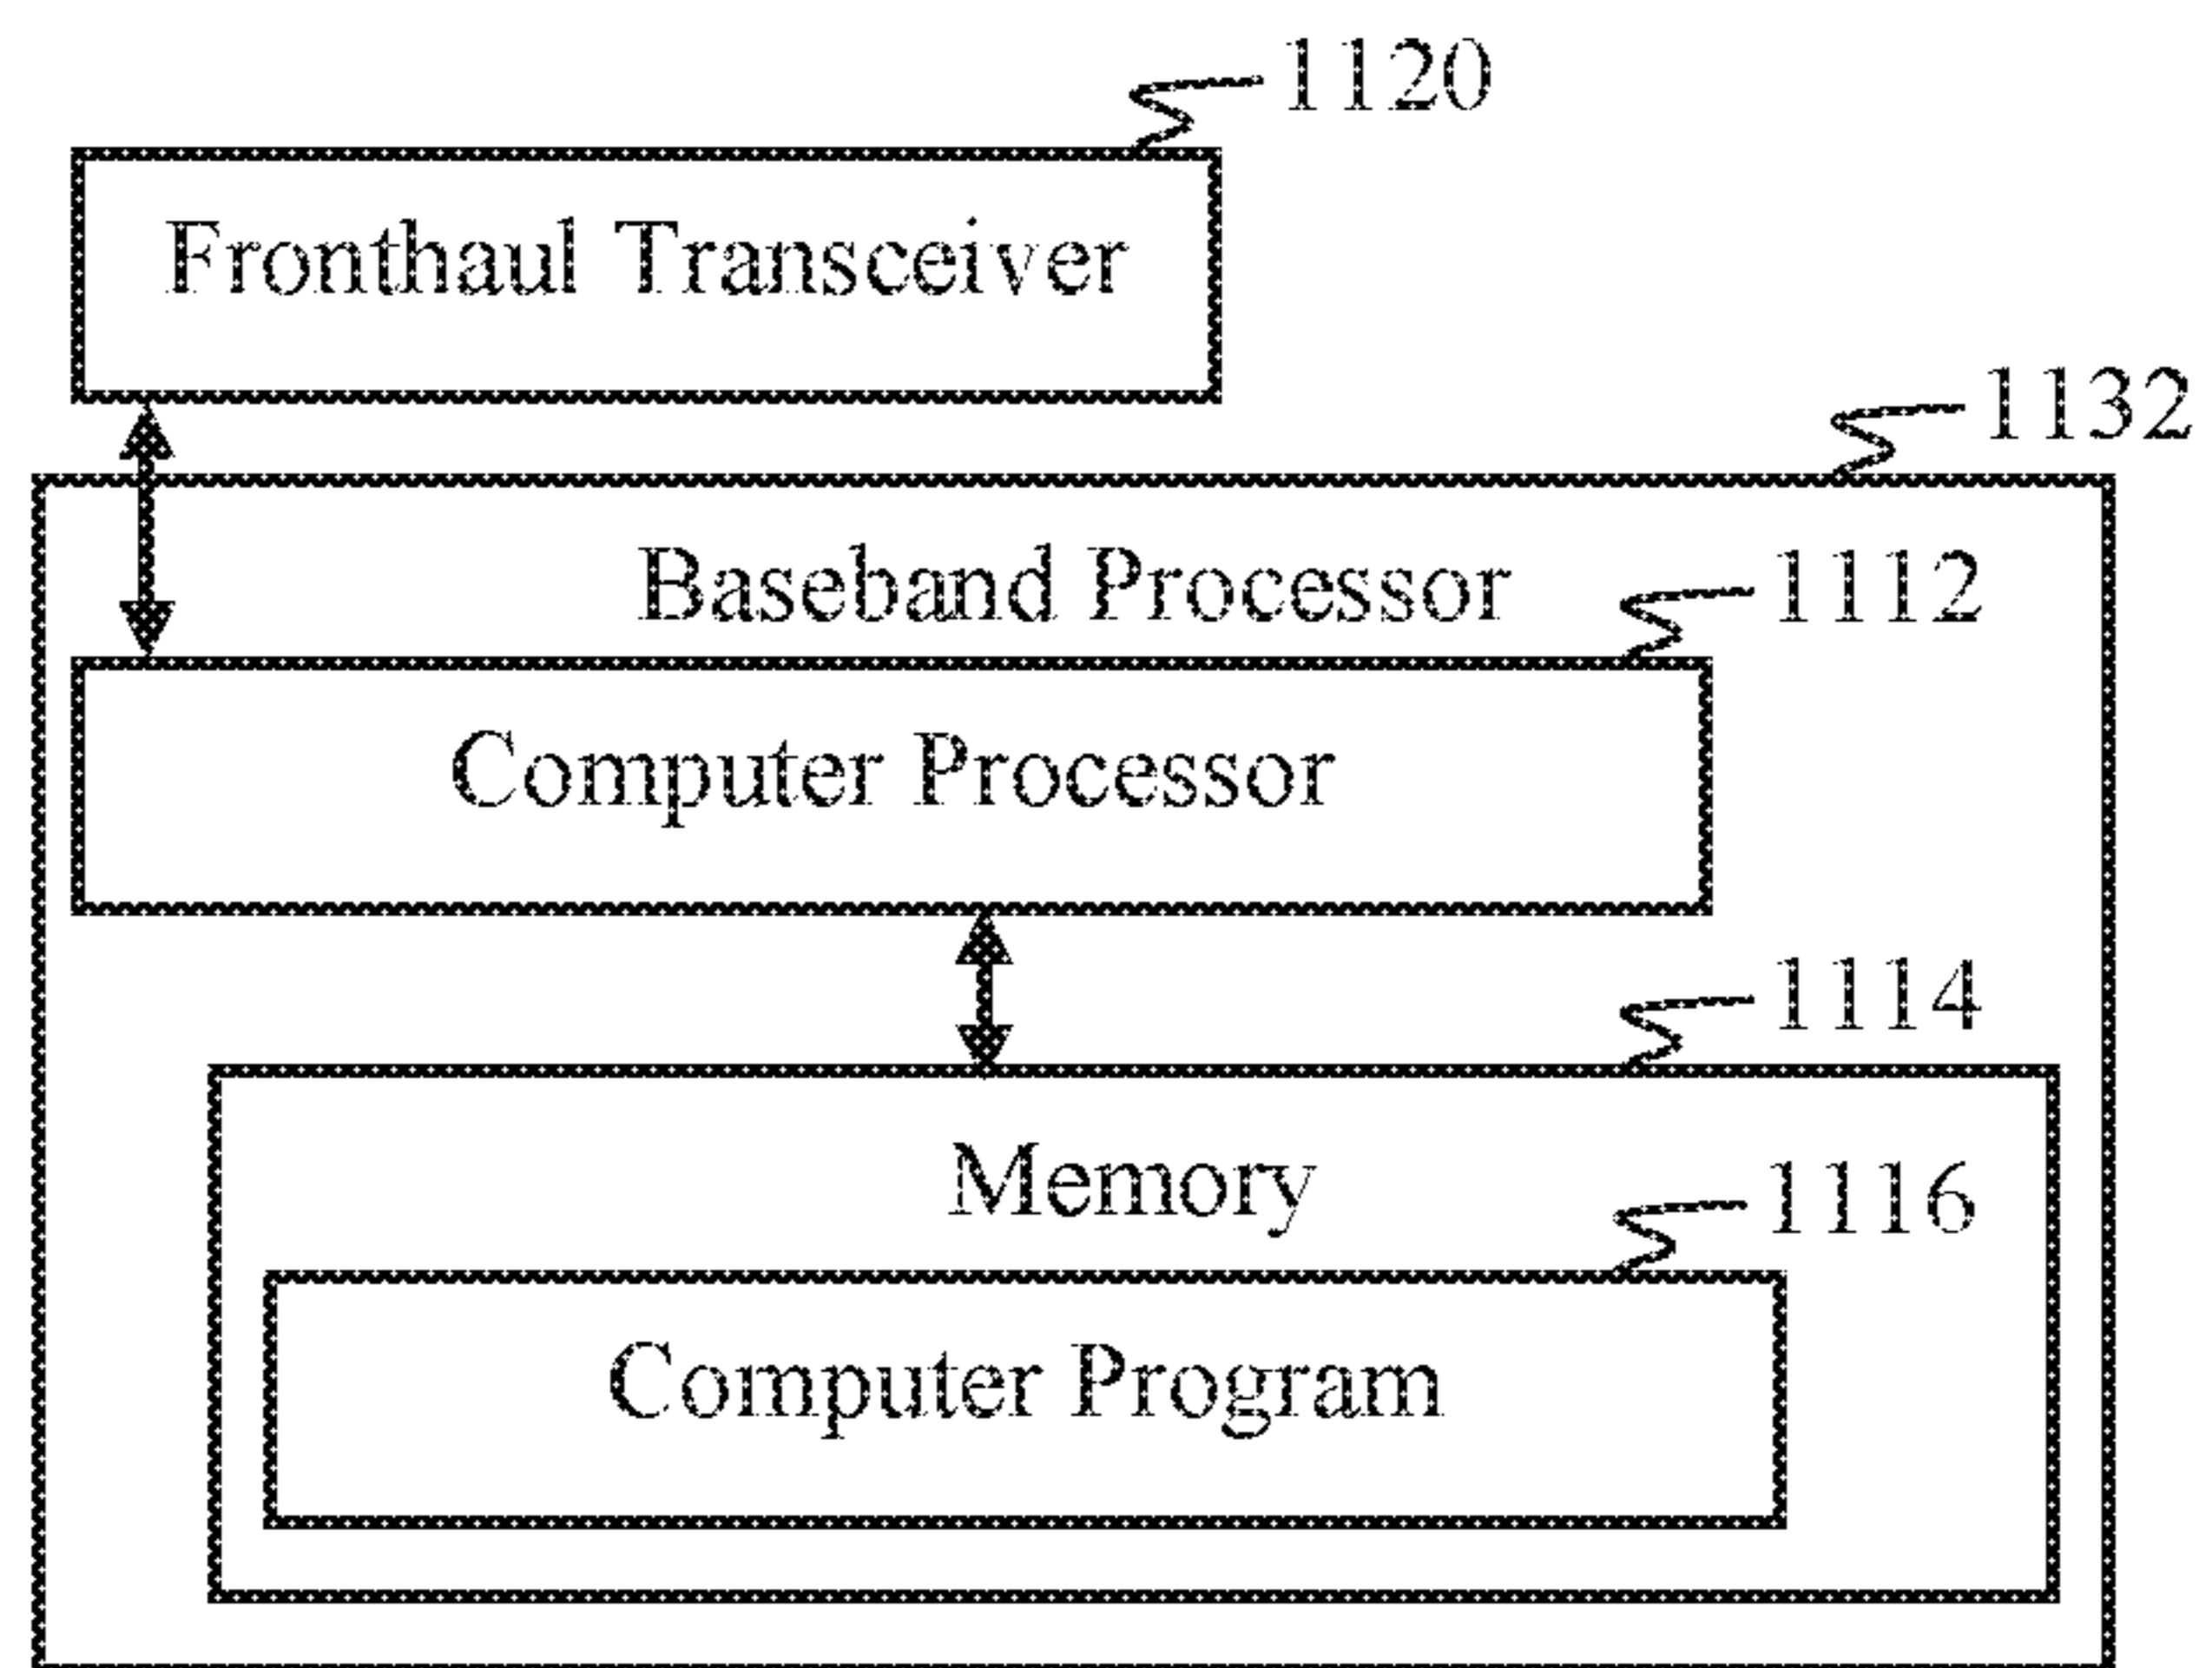 1120
Fronthaul Transceiver
1132
Baseband Processor
1112
Computer Processor
1114
Memory
1116
Computer Program